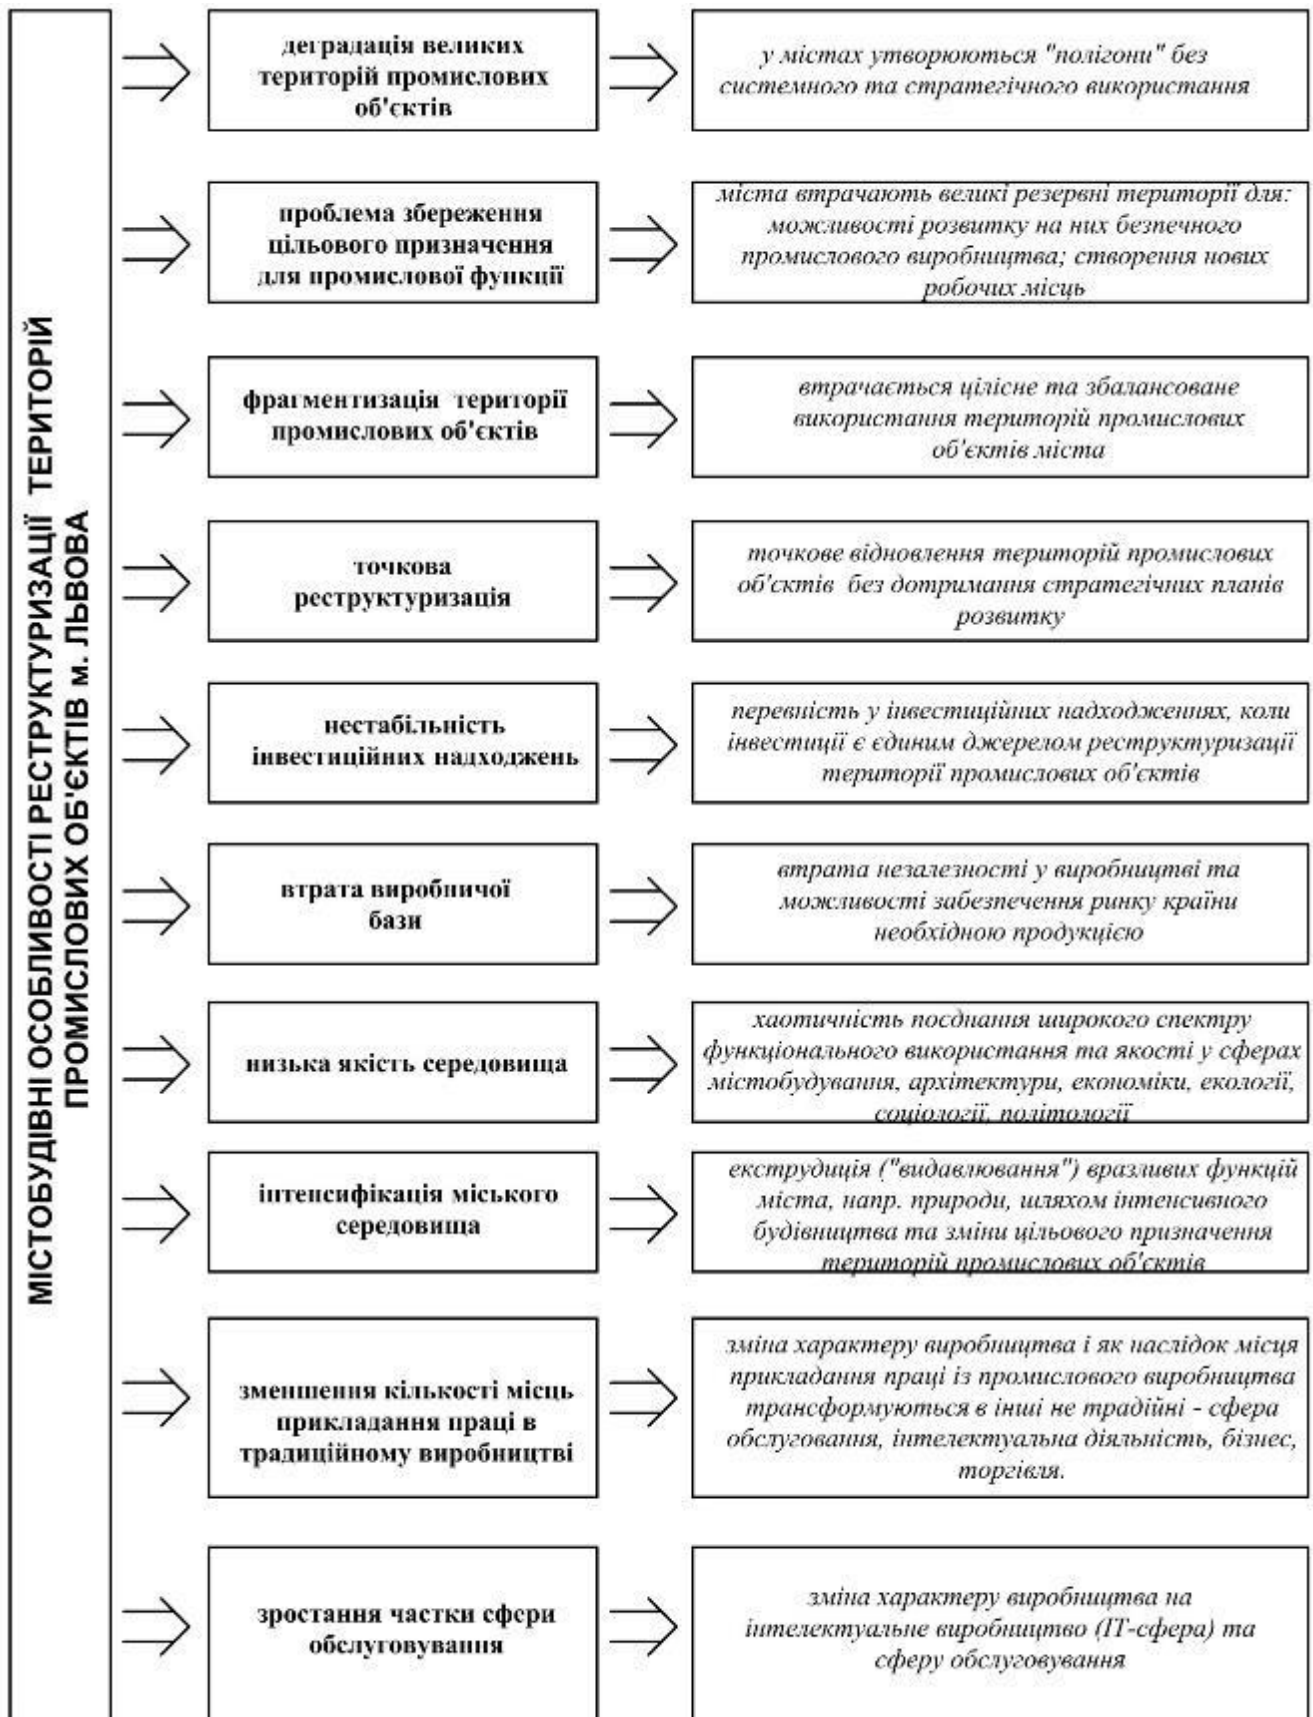 МІСТОБУДІВНІ ОСОБЛИВОСТІ РЕСТРУКТУРИЗАЦІЇ ТЕРИТОРІЙ
ПРОМИСЛОВИХ ОБ'ЄКТІВ м. ЛЬВОВА
деградація великих
територій промислових
об'єктів
у містах утворюються "полігони" без
системного та стратегічного використання
проблема збереження
цільового призначення
для промислової функції
міста втрачають великі резервні території для:
можливості розвитку на них безпечного
промислового виробництва; створення нових
робочих місць
фрагментизація території
промислових об'єктів
втрачається цілісне та збалансоване
використання територій промислових
об'єктів міста
точкова
реструктуризація
точкове відновлення територій промислових
об'єктів без дотримання стратегічних планів
розвитку
нестабільність
інвестиційних надходжень
перевність у інвестиційних надходженнях, коли
інвестиції є єдиним джерелом реструктуризації
території промислових об'єктів
втрата виробничої
бази
втрата незалезності у виробництві та
можливості забезпечення ринку країни
необхідною продукцією
низька якість середовища
хаотичність поєднання широкого спектру
функціонального використання та якості у сферах
містобудування, архітектури, економіки, екології,
соціології, політології
інтенсифікація міського
середовища
екструдиція ("видавлювання") вразливих функцій
міста, напр. природи, шляхом інтенсивного
будівництва та зміни цільового призначення
територій промислових об'єктів
зменшення кількості місць
прикладання праці в
традиційному виробництві
зміна характеру виробництва і як наслідок місця
прикладання праці із промислового виробництва
трансформуються в інші не традійні - сфера
обслуговання, інтелектуальна діяльність, бізнес,
торгівля.
зростання частки сфери
обслуговування
зміна характеру виробництва на
інтелектуальне виробництво (ІТ-сфера) та
сферу обслуговування